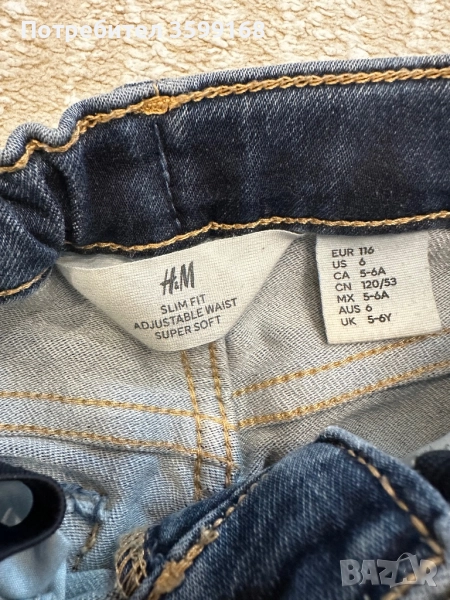 Потребител 3599168
H&M
SLIM FIT
ADJUSTABLE WAIST
SUPER SOFT
EUR 116
US 6
CA 5-6A
CN 120/53
MX 5-6A
AUS 6
UK 5-6Y
BAZAR